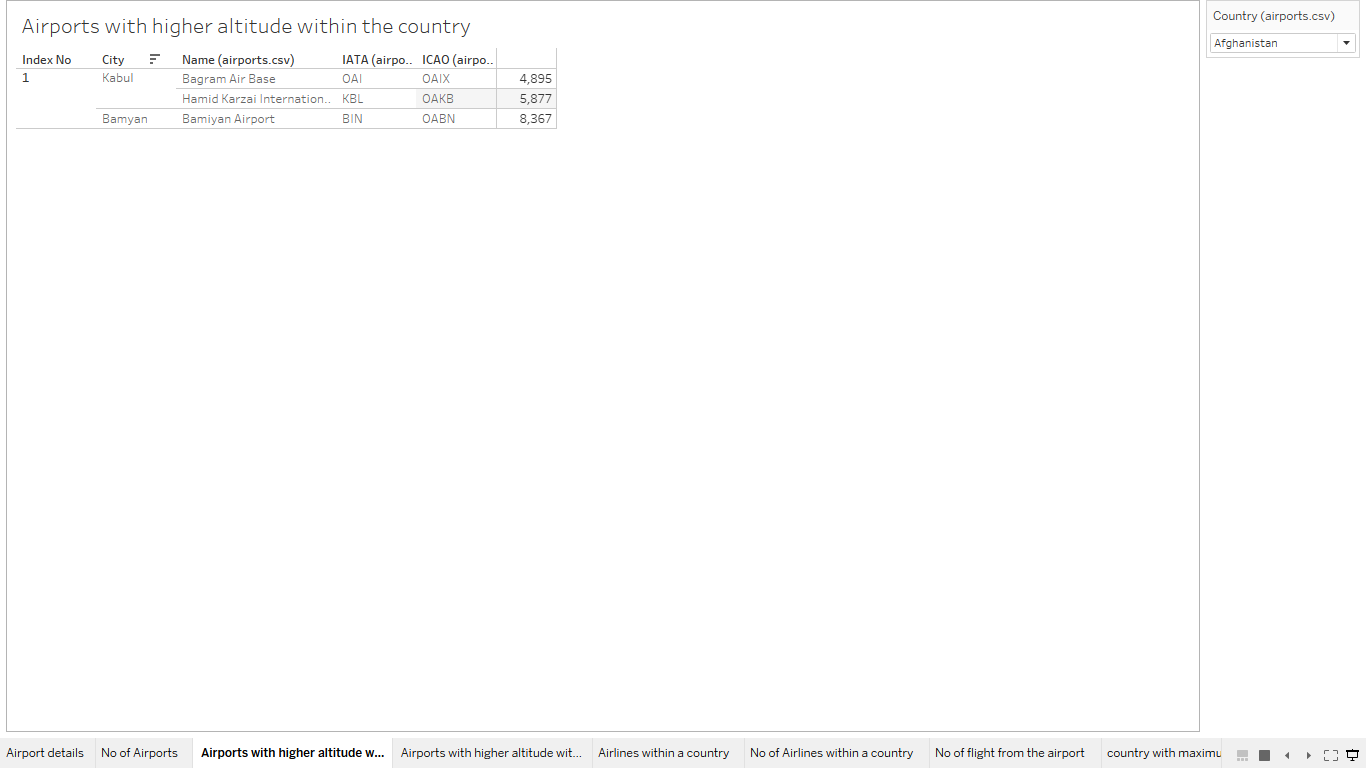 Airports with higher altitude within the country
Country (airports.csv)
Afghanistan
Index No City Name (airports.csv) IATA (airpo.. ICAO (airpo..
1 Kabul Bagram Air Base OAI OAIX 4,895
Hamid Karzai Internation.. KBL OAKB 5,877
Bamyan Bamiyan Airport BIN OABN 8,367
Airport details No of Airports Airports with higher altitude w... Airports with higher altitude wit... Airlines within a country No of Airlines within a country No of flight from the airport country with maximu